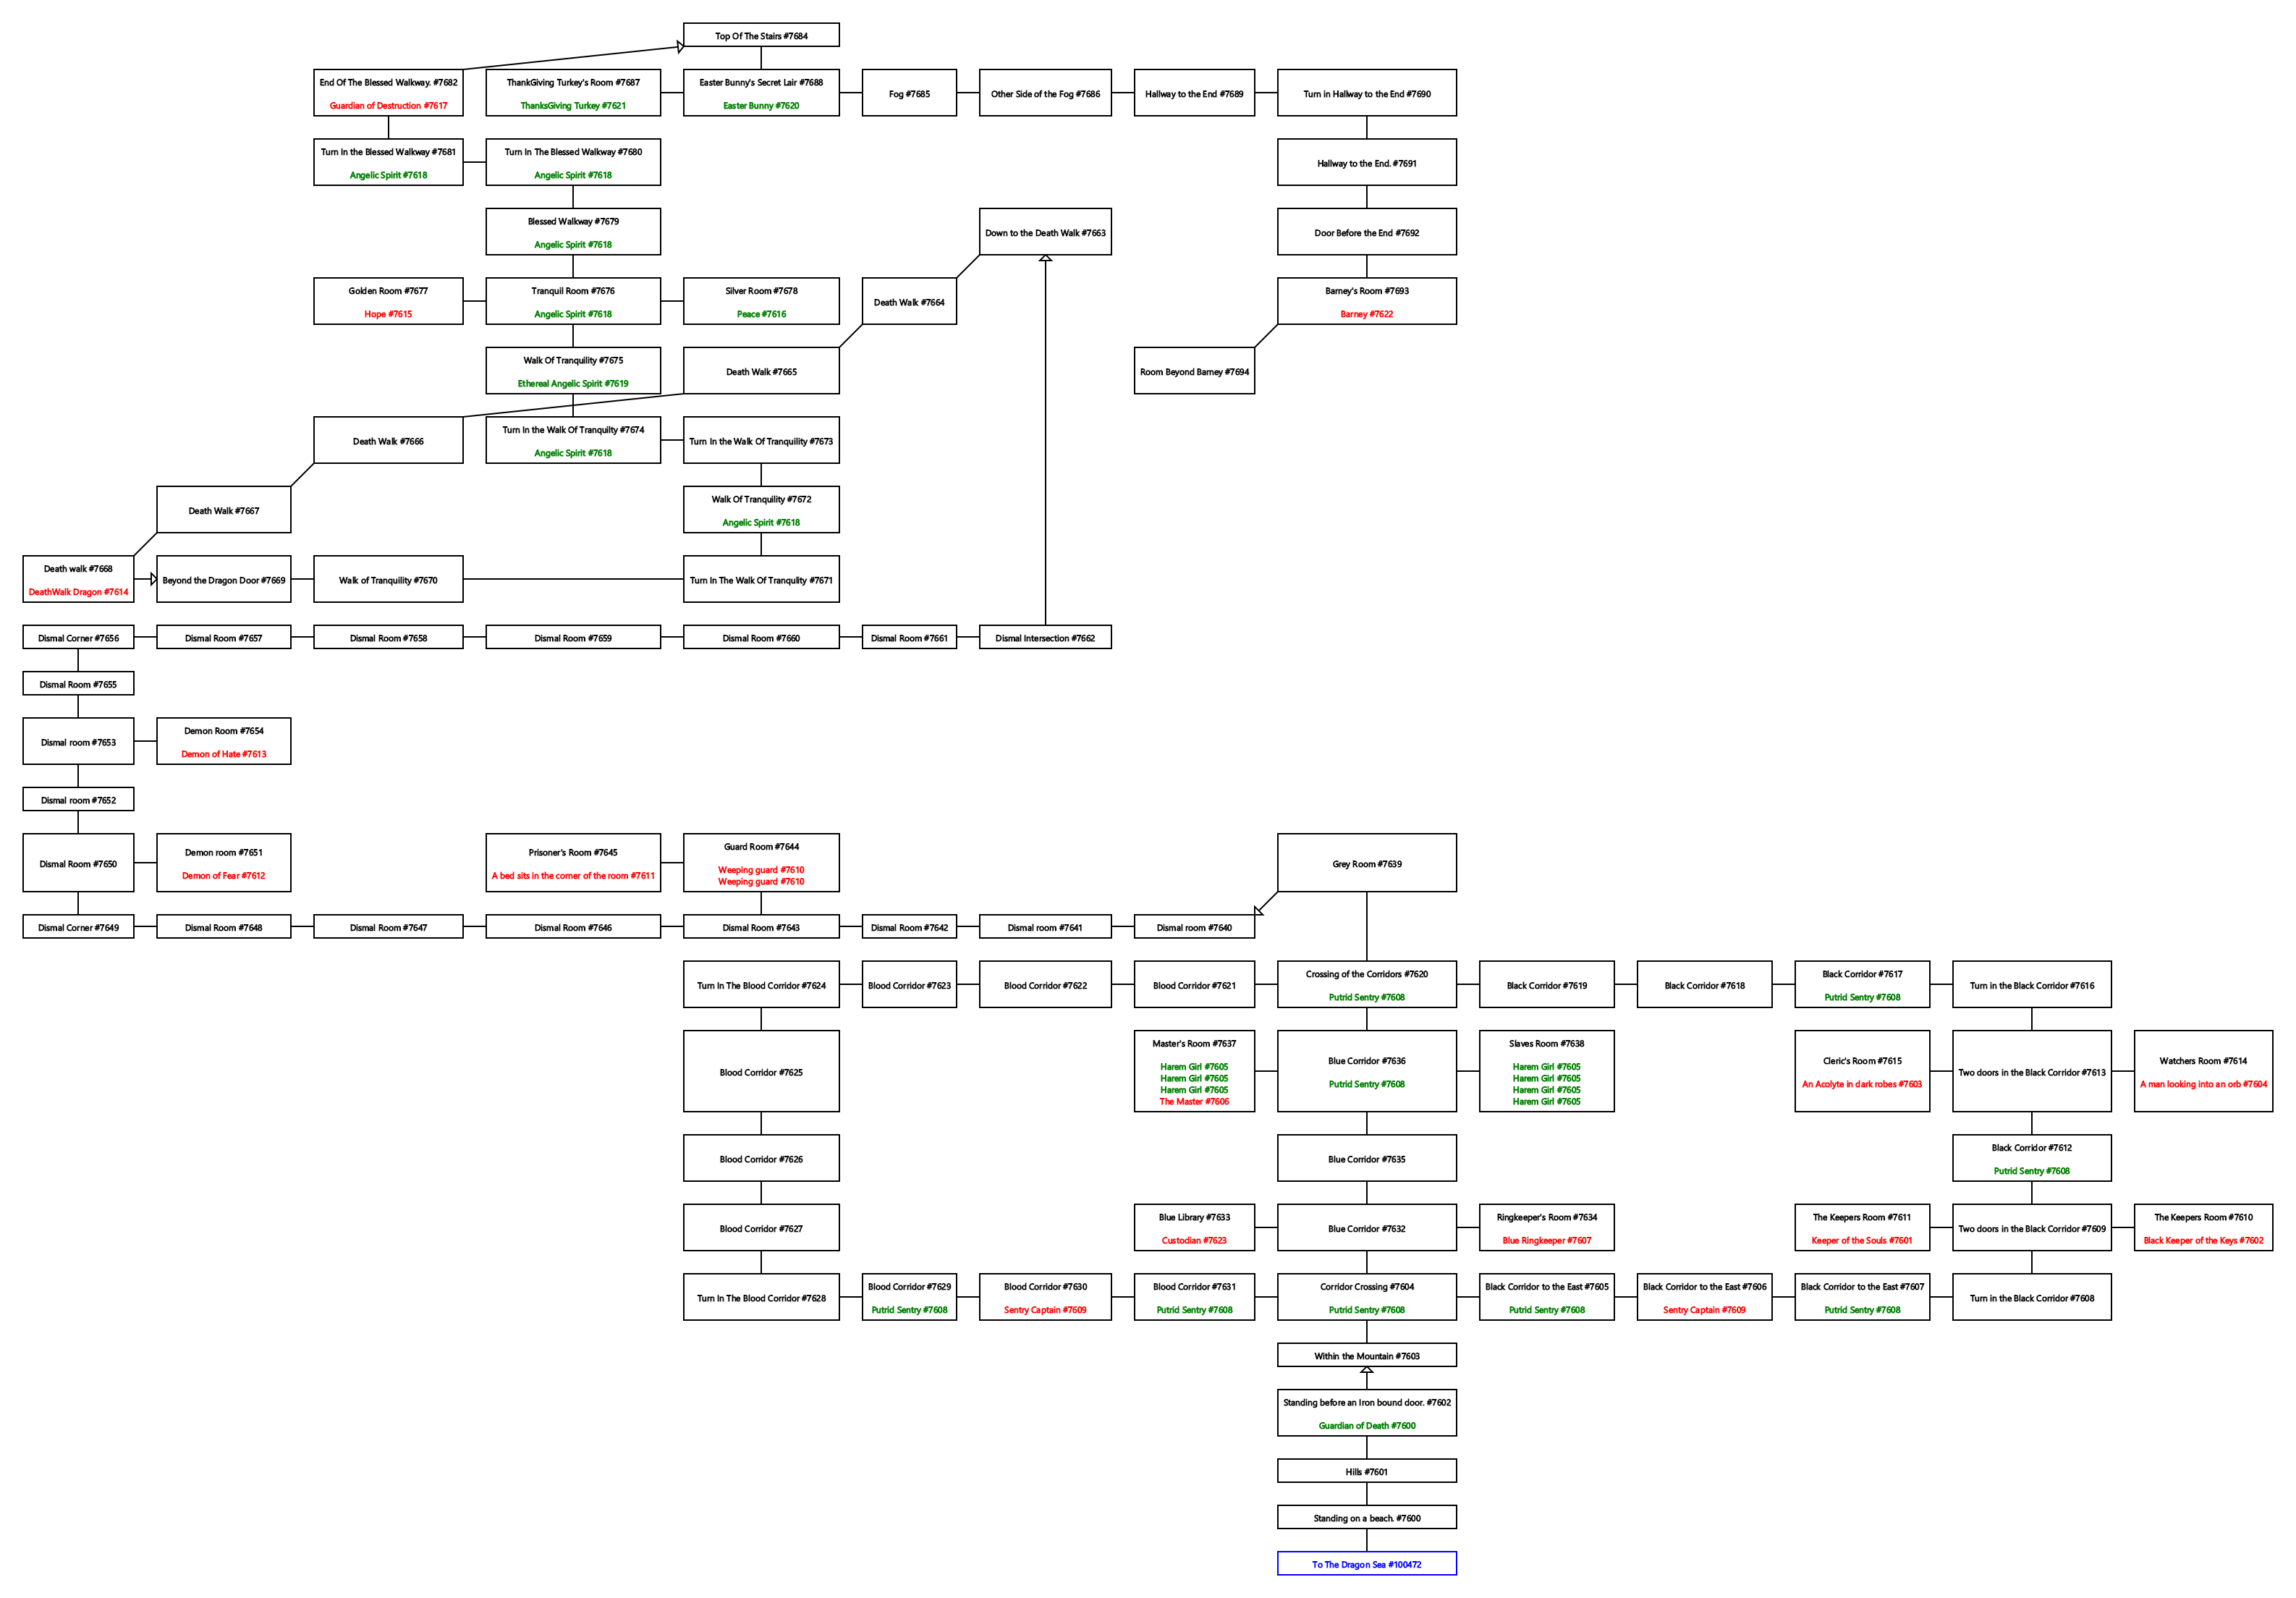 Top Of The Stairs #7684
End Of The Blessed Walkway. #7682
Guardian of Destruction #7617
ThankGiving Turkey's Room #7687
ThanksGiving Turkey #7621
Easter Bunny's Secret Lair #7688
Easter Bunny #7620
Fog #7685
Other Side of the Fog #7686
Hallway to the End #7689
Turn in Hallway to the End #7690
Turn In the Blessed Walkway #7681
Angelic Spirit #7618
Turn In The Blessed Walkway #7680
Angelic Spirit #7618
Hallway to the End. #7691
Blessed Walkway #7679
Angelic Spirit #7618
Down to the Death Walk #7663
Door Before the End #7692
Golden Room #7677
Hope #7615
Tranquil Room #7676
Angelic Spirit #7618
Silver Room #7678
Peace #7616
Death Walk #7664
Barney's Room #7693
Barney #7622
Walk Of Tranquility #7675
Ethereal Angelic Spirit #7619
Death Walk #7665
Room Beyond Barney #7694
Death Walk #7666
Turn In the Walk Of Tranquilty #7674
Angelic Spirit #7618
Turn In the Walk Of Tranquility #7673
Death Walk #7667
Walk Of Tranquility #7672
Angelic Spirit #7618
Death walk #7668
DeathWalk Dragon #7614
Beyond the Dragon Door #7669
Walk of Tranquility #7670
Turn In The Walk Of Tranqulity #7671
Dismal Corner #7656
Dismal Room #7657
Dismal Room #7658
Dismal Room #7659
Dismal Room #7660
Dismal Room #7661
Dismal Intersection #7662
Dismal Room #7655
Dismal room #7653
Demon Room #7654
Demon of Hate #7613
Dismal room #7652
Dismal Room #7650
Demon room #7651
Demon of Fear #7612
Prisoner's Room #7645
A bed sits in the corner of the room #7611
Guard Room #7644
Weeping guard #7610
Weeping guard #7610
Grey Room #7639
Dismal Corner #7649
Dismal Room #7648
Dismal Room #7647
Dismal Room #7646
Dismal Room #7643
Dismal Room #7642
Dismal room #7641
Dismal room #7640
Turn In The Blood Corridor #7624
Blood Corridor #7623
Blood Corridor #7622
Blood Corridor #7621
Crossing of the Corridors #7620
Putrid Sentry #7608
Black Corridor #7619
Black Corridor #7618
Black Corridor #7617
Putrid Sentry #7608
Turn in the Black Corridor #7616
Blood Corridor #7625
Master's Room #7637
Harem Girl #7605
Harem Girl #7605
Harem Girl #7605
The Master #7606
Blue Corridor #7636
Putrid Sentry #7608
Slaves Room #7638
Harem Girl #7605
Harem Girl #7605
Harem Girl #7605
Harem Girl #7605
Cleric's Room #7615
An Acolyte in dark robes #7603
Two doors in the Black Corridor #7613
Watchers Room #7614
A man looking into an orb #7604
Blood Corridor #7626
Blue Corridor #7635
Black Corridor #7612
Putrid Sentry #7608
Blood Corridor #7627
Blue Library #7633
Custodian #7623
Blue Corridor #7632
Ringkeeper's Room #7634
Blue Ringkeeper #7607
The Keepers Room #7611
Keeper of the Souls #7601
Two doors in the Black Corridor #7609
The Keepers Room #7610
Black Keeper of the Keys #7602
Turn In The Blood Corridor #7628
Blood Corridor #7629
Putrid Sentry #7608
Blood Corridor #7630
Sentry Captain #7609
Blood Corridor #7631
Putrid Sentry #7608
Corridor Crossing #7604
Putrid Sentry #7608
Black Corridor to the East #7605
Putrid Sentry #7608
Black Corridor to the East #7606
Sentry Captain #7609
Black Corridor to the East #7607
Putrid Sentry #7608
Turn in the Black Corridor #7608
Within the Mountain #7603
Standing before an Iron bound door. #7602
Guardian of Death #7600
Hills #7601
Standing on a beach. #7600
To The Dragon Sea #100472